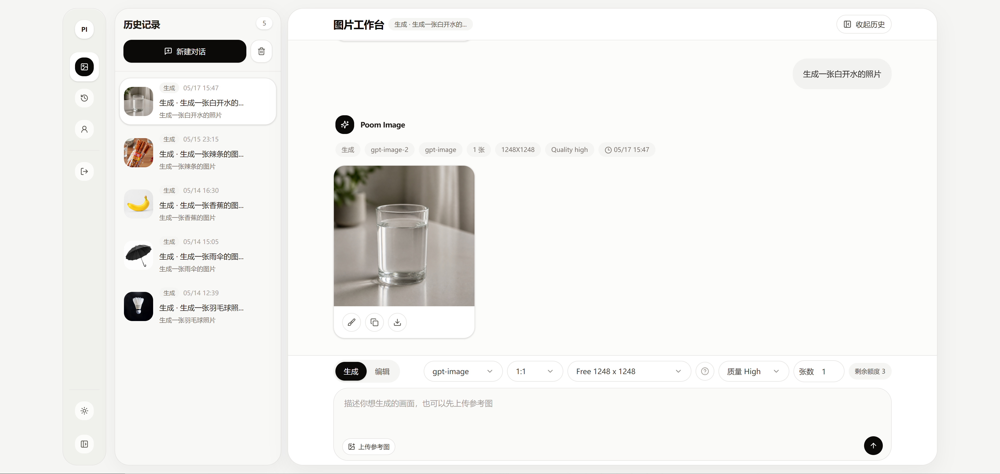 PI
历史记录
5
新建对话
生成 05/17 15:47
生成 · 生成一张白开水的...
生成一张白开水的照片
生成 05/15 23:15
生成 · 生成一张辣条的图...
生成一张辣条的图片
生成 05/14 16:30
生成 · 生成一张香蕉的图...
生成一张香蕉的图片
生成 05/14 15:05
生成 · 生成一张雨伞的图...
生成一张雨伞的图片
生成 05/14 12:39
生成 · 生成一张羽毛球照...
生成一张羽毛球照片
图片工作台 生成 · 生成一张白开水的...
收起历史
生成一张白开水的照片
Poom Image
生成 gpt-image-2 gpt-image 1 张 1248X1248 Quality high 05/17 15:47
生成 编辑 gpt-image 1:1 Free 1248 x 1248 质量 High 张数 1 剩余额度 3
描述你想生成的画面，也可以先上传参考图
上传参考图